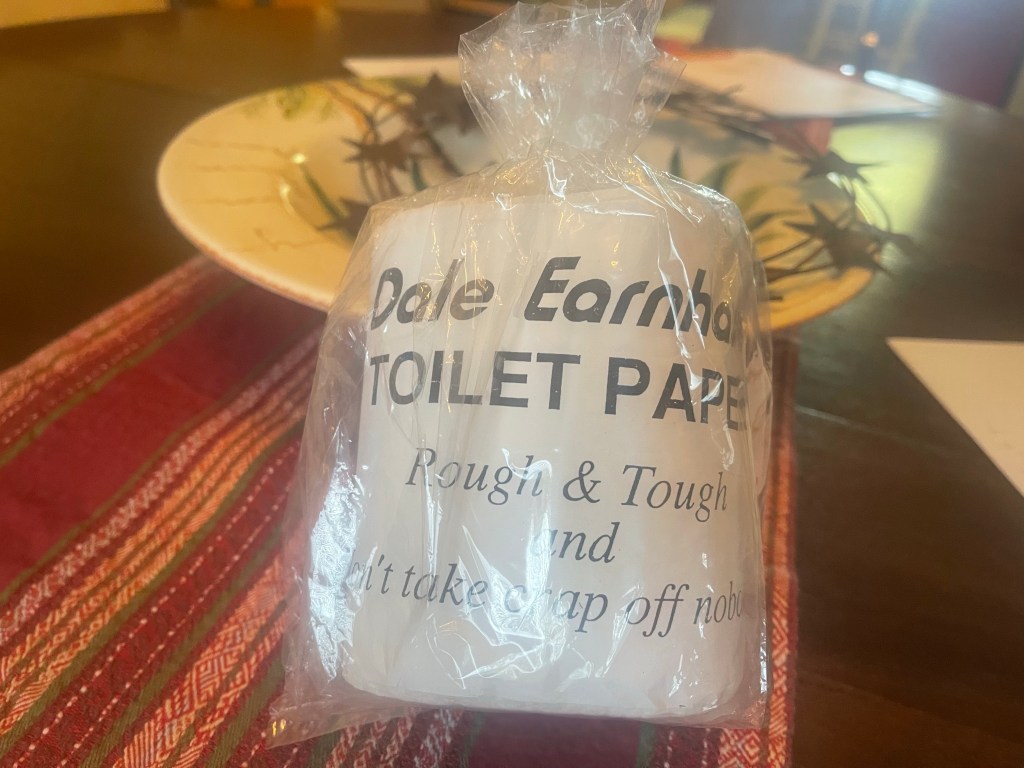 Dale Earnha
TOILET PAPE
Rough & Tough
and
n't take crap off nobo